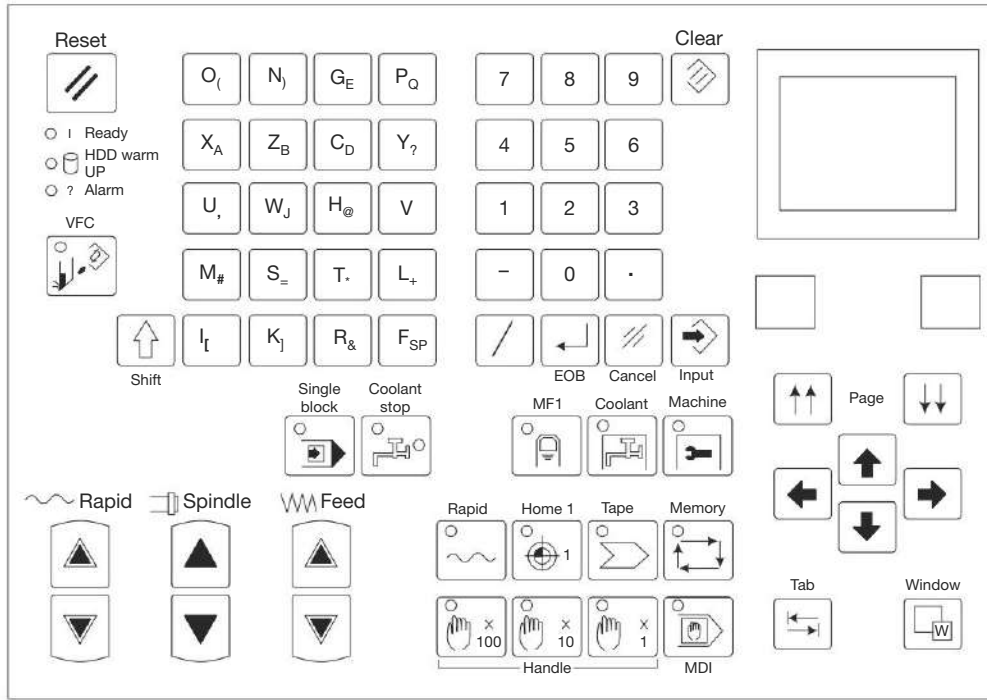 Reset
Clear
O( N) GE PQ 7 8 9
I Ready
HDD warm
UP
? Alarm
XA ZB CD Y? 4 5 6
VFC
U, WJ H@ V 1 2 3
M# S= T* L+ − 0 .
I[ K] R& FSP /
Shift
EOB Cancel Input
Single
block
Coolant
stop
MF1 Coolant Machine
Page
Rapid Spindle Feed
Rapid Home 1 Tape Memory
1
Tab Window
W
× 100
× 10
× 1
Handle
MDI